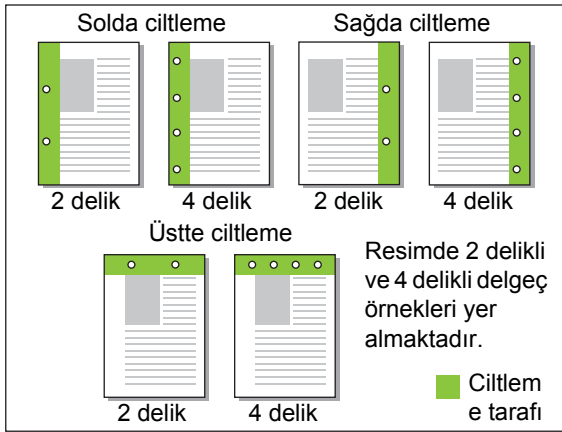 Solda ciltleme
Sağda ciltleme
2 delik
4 delik
2 delik
4 delik
Üstte ciltleme
2 delik
4 delik
Resimde 2 delikli
ve 4 delikli delgeç
örnekleri yer
almaktadır.
Ciltlem
e tarafı